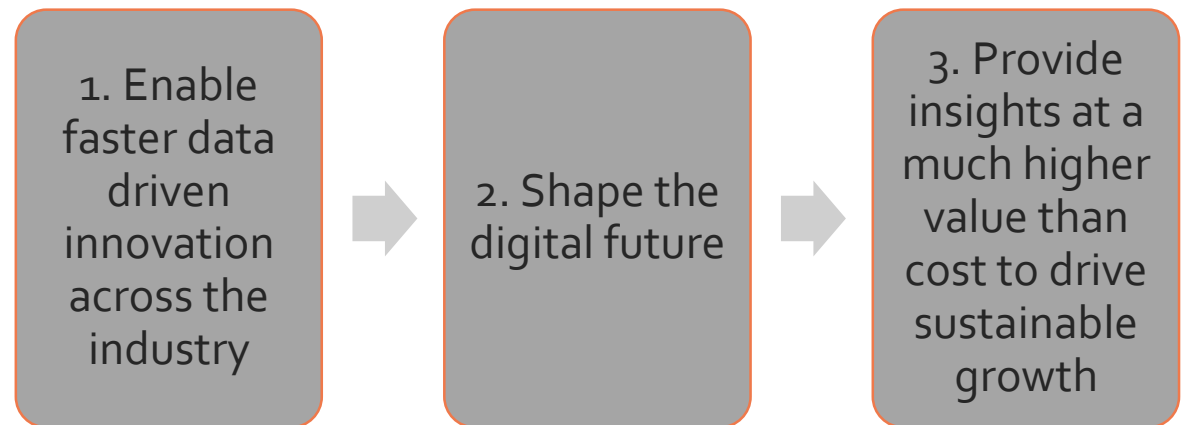 1. Enable
faster data
driven
innovation
across the
industry
2. Shape the
digital future
3. Provide
insights at a
much higher
value than
cost to drive
sustainable
growth